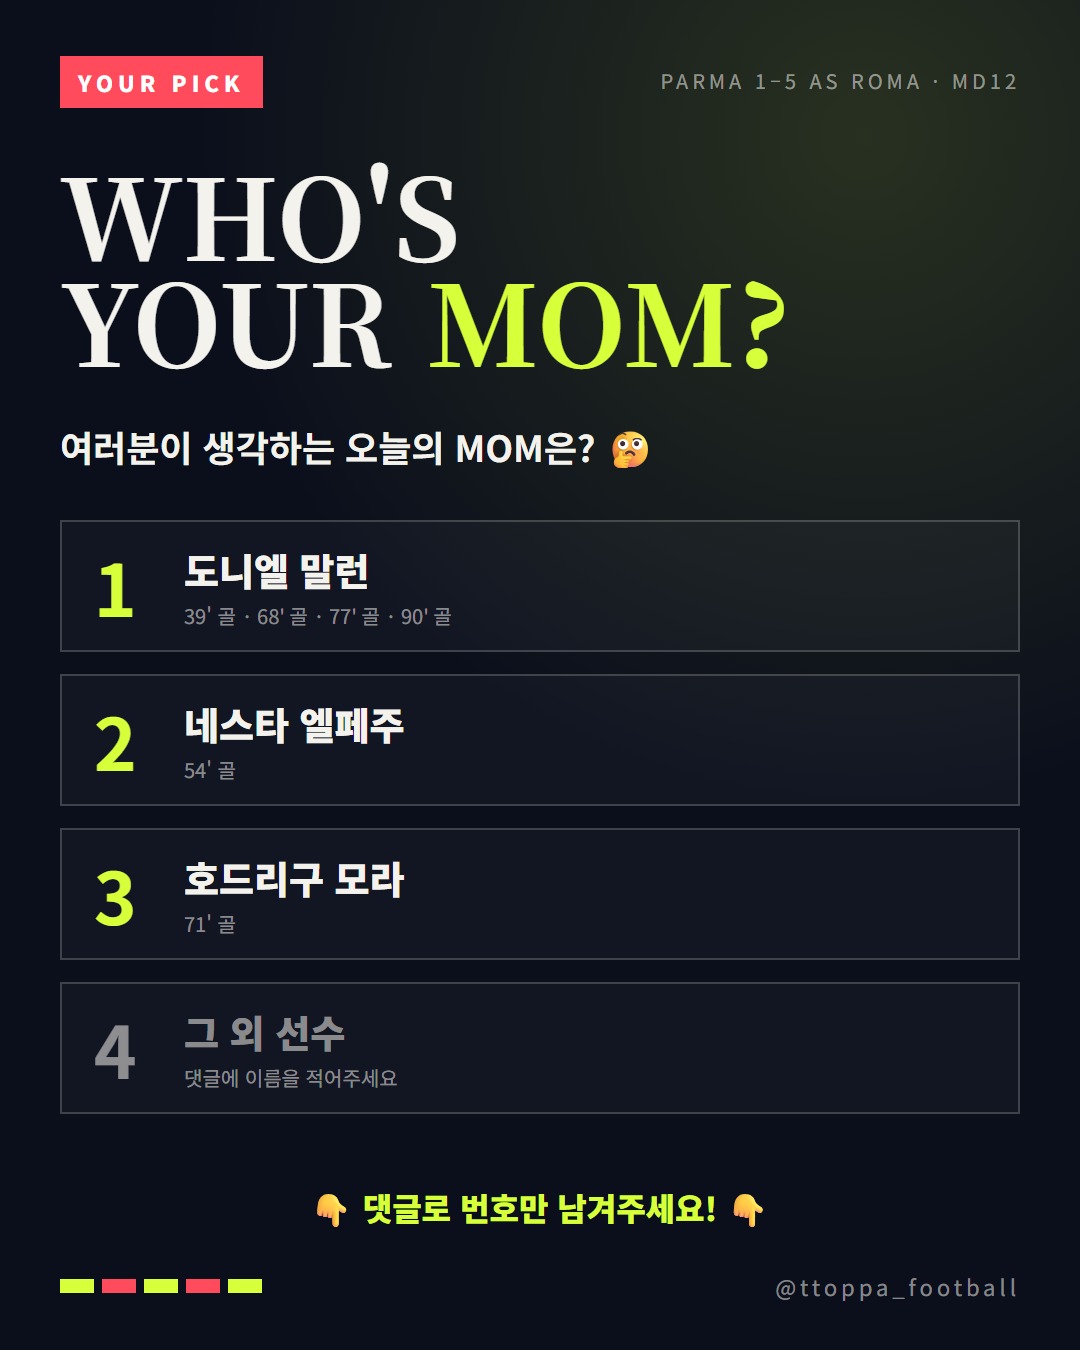 YOUR PICK
PARMA 1–5 AS ROMA · MD12
WHO'S
YOUR MOM?
여러분이 생각하는 오늘의 MOM은? 🤔
1
도니엘 말런
39' 골 · 68' 골 · 77' 골 · 90' 골
2
네스타 엘페주
54' 골
3
호드리구 모라
71' 골
4
그 외 선수
댓글에 이름을 적어주세요
👇 댓글로 번호만 남겨주세요! 👇
@ttoppa_football